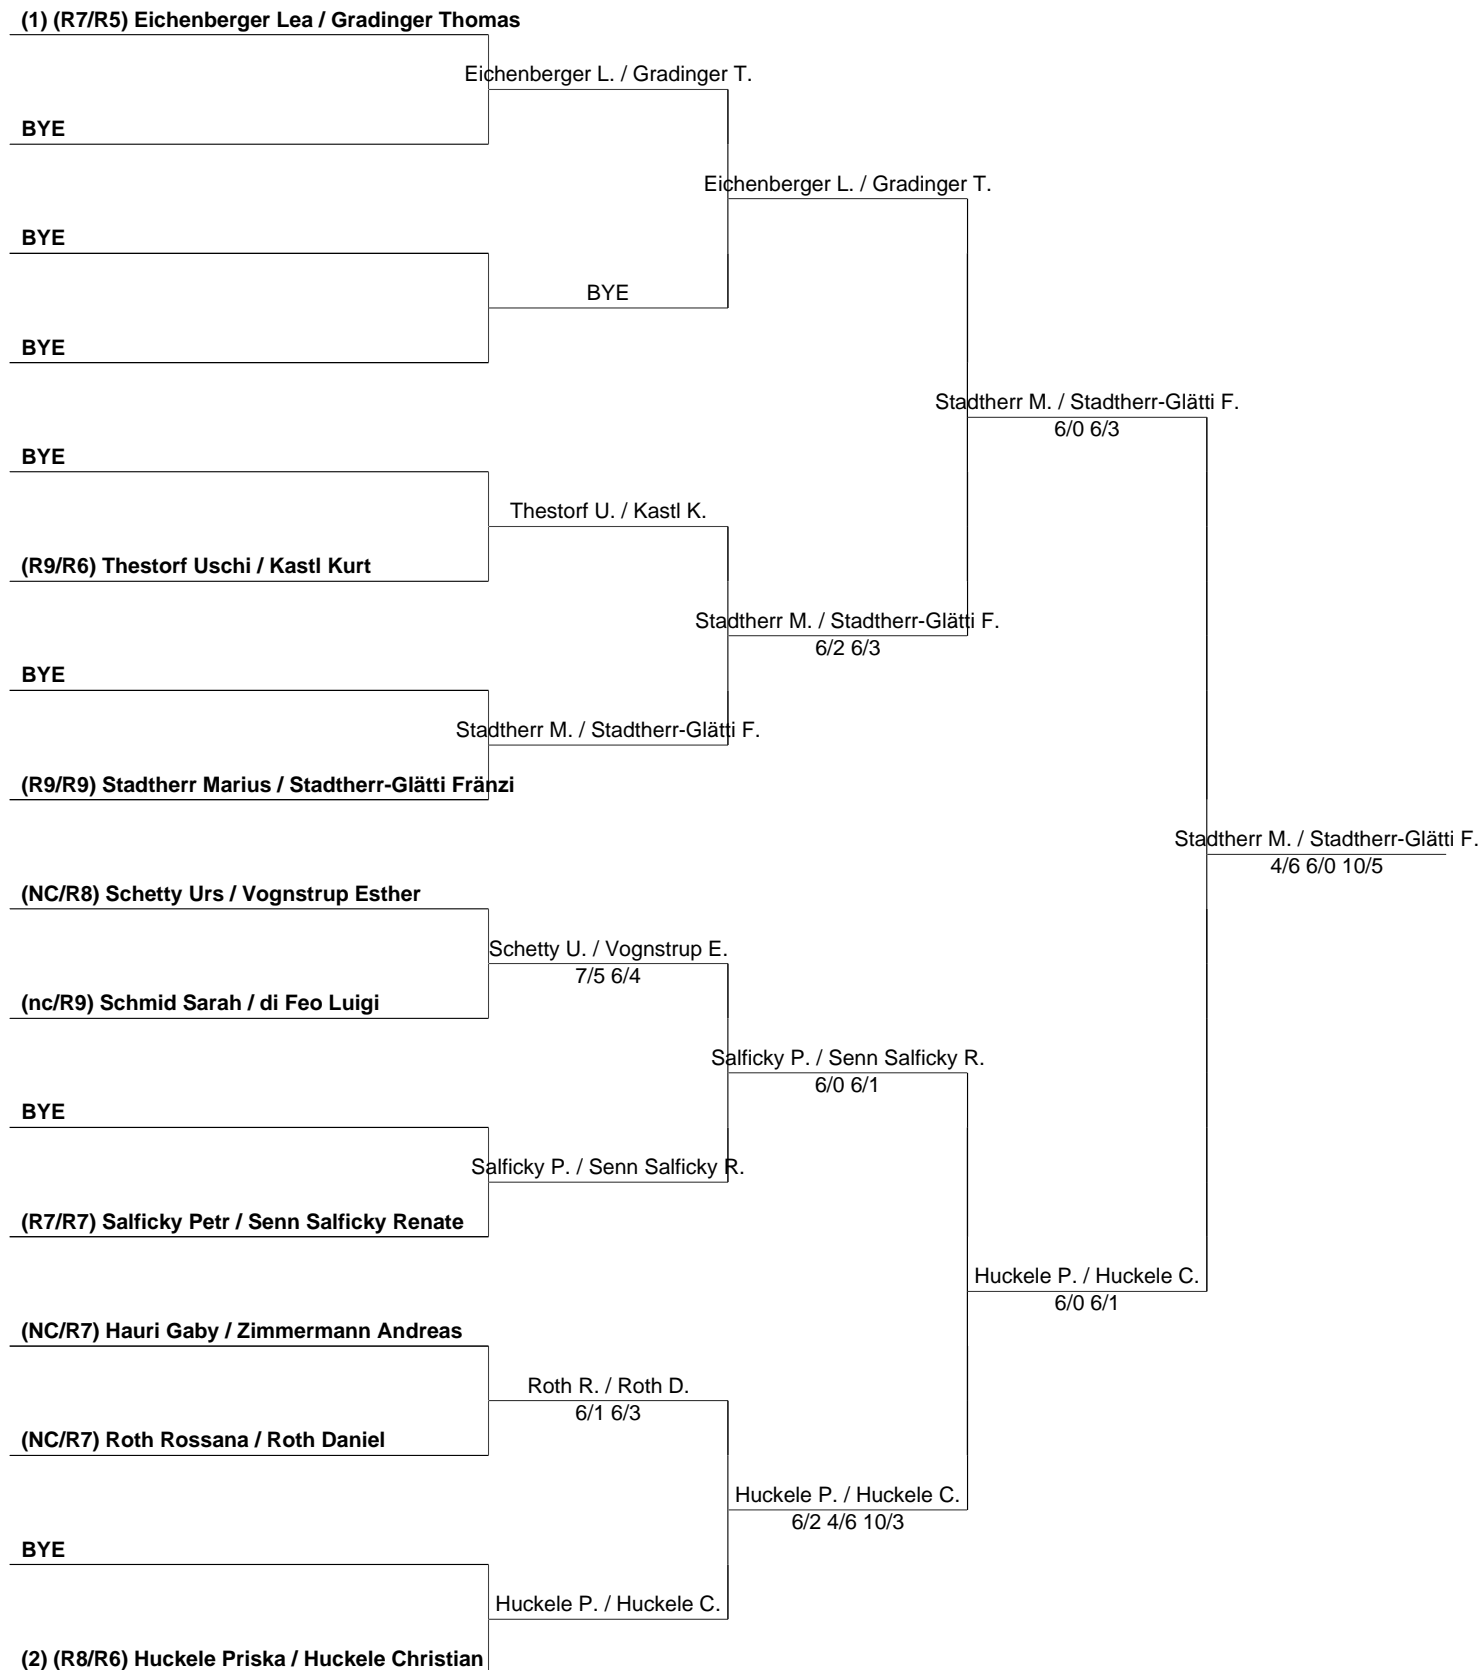 (1) (R7/R5) Eichenberger Lea / Gradinger Thomas
Eichenberger L. / Gradinger T.
BYE
Eichenberger L. / Gradinger T.
BYE
BYE
BYE
Stadtherr M. / Stadtherr-Glätti F.
6/0 6/3
BYE
Thestorf U. / Kastl K.
(R9/R6) Thestorf Uschi / Kastl Kurt
Stadtherr M. / Stadtherr-Glätti F.
6/2 6/3
BYE
Stadtherr M. / Stadtherr-Glätti F.
(R9/R9) Stadtherr Marius / Stadtherr-Glätti Fränzi
Stadtherr M. / Stadtherr-Glätti F.
4/6 6/0 10/5
(NC/R8) Schetty Urs / Vognstrup Esther
Schetty U. / Vognstrup E.
7/5 6/4
(nc/R9) Schmid Sarah / di Feo Luigi
Salficky P. / Senn Salficky R.
6/0 6/1
BYE
Salficky P. / Senn Salficky R.
(R7/R7) Salficky Petr / Senn Salficky Renate
Huckele P. / Huckele C.
6/0 6/1
(NC/R7) Hauri Gaby / Zimmermann Andreas
Roth R. / Roth D.
6/1 6/3
(NC/R7) Roth Rossana / Roth Daniel
Huckele P. / Huckele C.
6/2 4/6 10/3
BYE
Huckele P. / Huckele C.
(2) (R8/R6) Huckele Priska / Huckele Christian